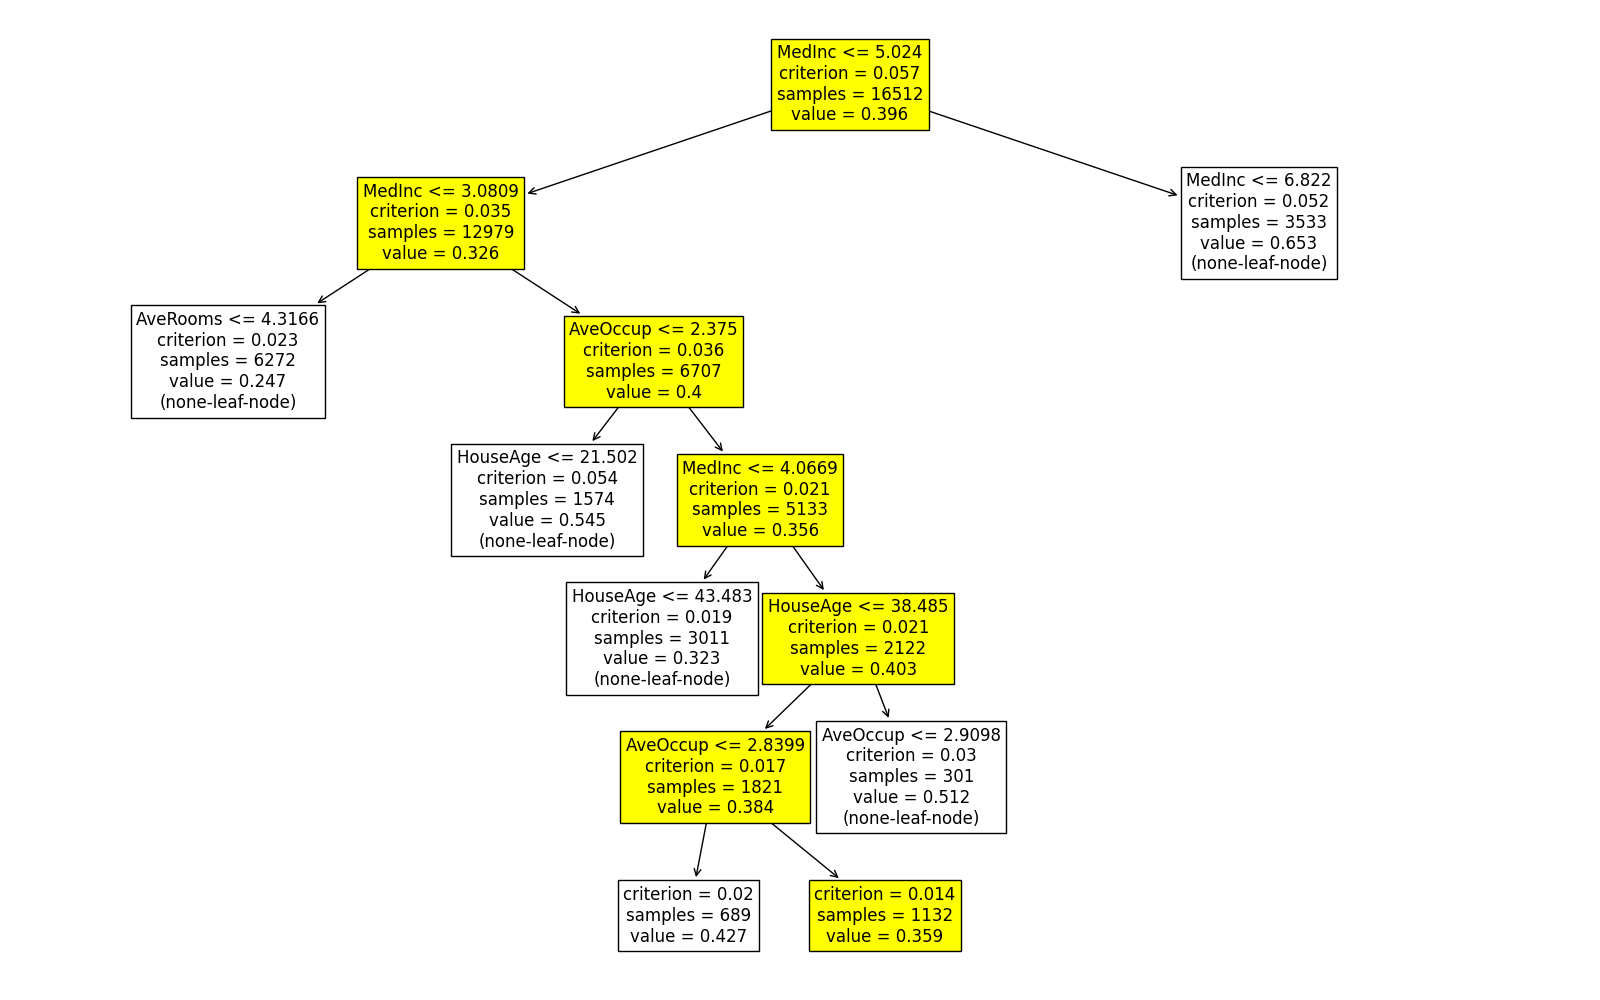 MedInc <= 5.024
criterion = 0.057
samples = 16512
value = 0.396
MedInc <= 3.0809
criterion = 0.035
samples = 12979
value = 0.326
MedInc <= 6.822
criterion = 0.052
samples = 3533
value = 0.653
(none-leaf-node)
AveRooms <= 4.3166
criterion = 0.023
samples = 6272
value = 0.247
(none-leaf-node)
AveOccup <= 2.375
criterion = 0.036
samples = 6707
value = 0.4
HouseAge <= 21.502
criterion = 0.054
samples = 1574
value = 0.545
(none-leaf-node)
MedInc <= 4.0669
criterion = 0.021
samples = 5133
value = 0.356
HouseAge <= 43.483
criterion = 0.019
samples = 3011
value = 0.323
(none-leaf-node)
HouseAge <= 38.485
criterion = 0.021
samples = 2122
value = 0.403
AveOccup <= 2.8399
criterion = 0.017
samples = 1821
value = 0.384
AveOccup <= 2.9098
criterion = 0.03
samples = 301
value = 0.512
(none-leaf-node)
criterion = 0.02
samples = 689
value = 0.427
criterion = 0.014
samples = 1132
value = 0.359